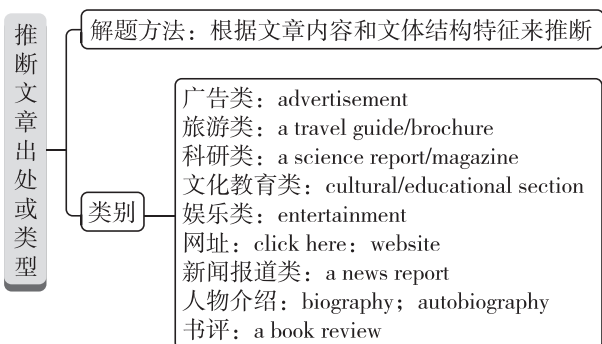 推断文章出处或类型
解题方法：根据文章内容和文体结构特征来推断
类别
广告类：advertisement
旅游类：a travel guide/brochure
科研类：a science report/magazine
文化教育类：cultural/educational section
娱乐类：entertainment
网址：click here：website
新闻报道类：a news report
人物介绍：biography；autobiography
书评：a book review